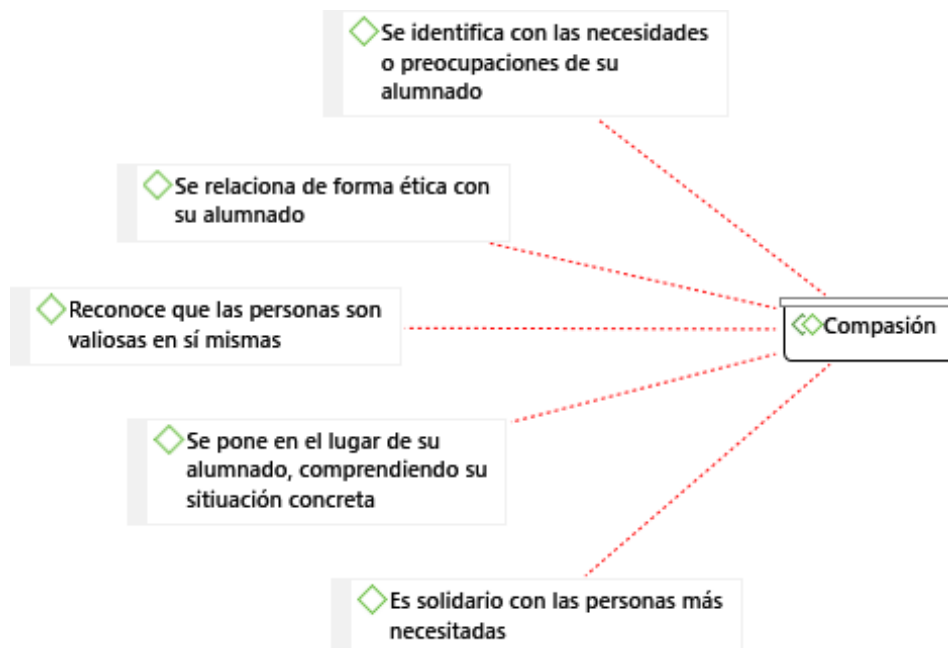 Se identifica con las necesidades
o preocupaciones de su
alumnado
Se relaciona de forma ética con
su alumnado
Reconoce que las personas son
valiosas en sí mismas
Compasión
Se pone en el lugar de su
alumnado, comprendiendo su
sitiuación concreta
Es solidario con las personas más
necesitadas